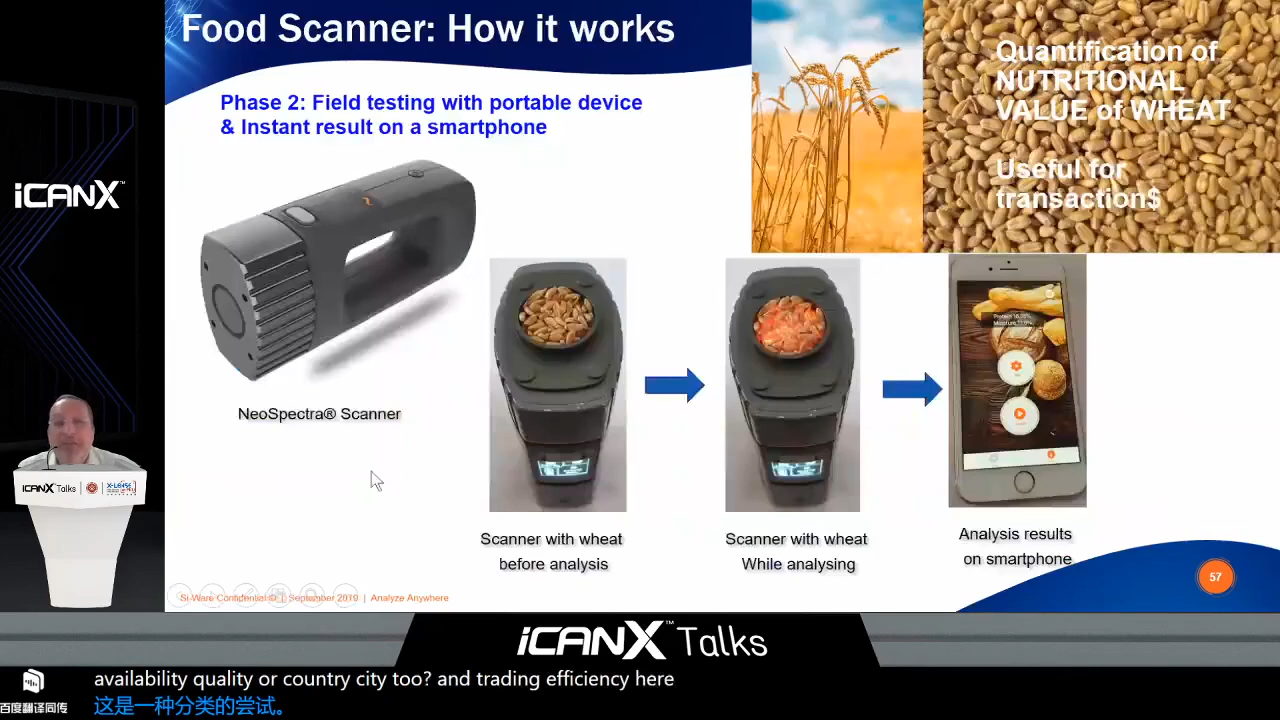 Food Scanner: How it works
Phase 2: Field testing with portable device
& Instant result on a smartphone
Quantification of
NUTRITIONAL
VALUE of WHEAT
Useful for
transaction$
iCANX™
NeoSpectra® Scanner
Scanner with wheat
before analysis
Scanner with wheat
While analysing
Analysis results
on smartphone
iCANX Talks
Si-Ware Confidential © | September 2019 | Analyze Anywhere
57
iCANX™ Talks
availability quality or country city too? and trading efficiency here
这是一种分类的尝试。
百度翻译同传